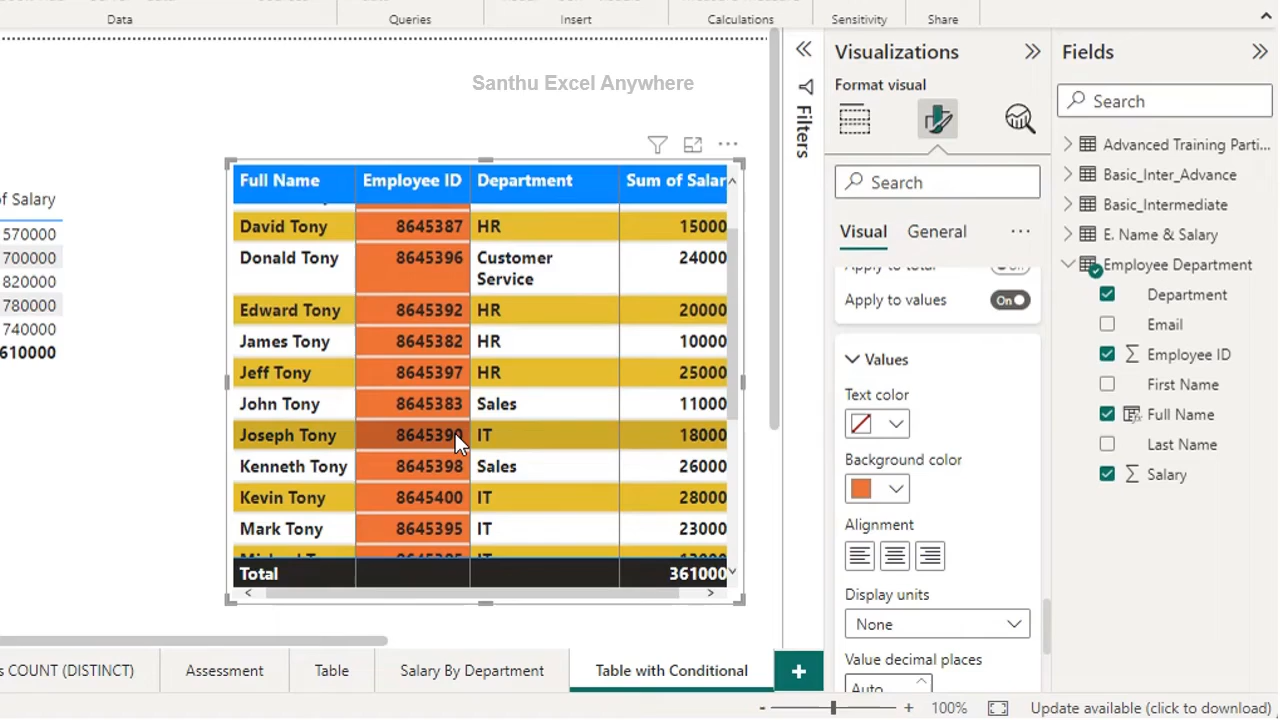 Data
Queries
Insert
Calculations
Sensitivity
Share
Santhu Excel Anywhere
of Salary
570000
700000
820000
780000
740000
610000
Full Name Employee ID Department Sum of Salar
David Tony 8645387 HR 15000
Donald Tony 8645396 Customer 24000
Service
Edward Tony 8645392 HR 20000
James Tony 8645382 HR 10000
Jeff Tony 8645397 HR 25000
John Tony 8645383 Sales 11000
Joseph Tony 8645390 IT 18000
Kenneth Tony 8645398 Sales 26000
Kevin Tony 8645400 IT 28000
Mark Tony 8645395 IT 23000
Total 361000
Filters
Visualizations
Format visual
Search
Visual General
Apply to values On
Values
Text color
Background color
Alignment
Display units
None
Value decimal places
Auto
Fields
Search
Advanced Training Parti...
Basic_Inter_Advance
Basic_Intermediate
E. Name & Salary
Employee Department
Department
Email
Employee ID
First Name
Full Name
Last Name
Salary
COUNT (DISTINCT)
Assessment
Table
Salary By Department
Table with Conditional
- + 100%
Update available (click to download)